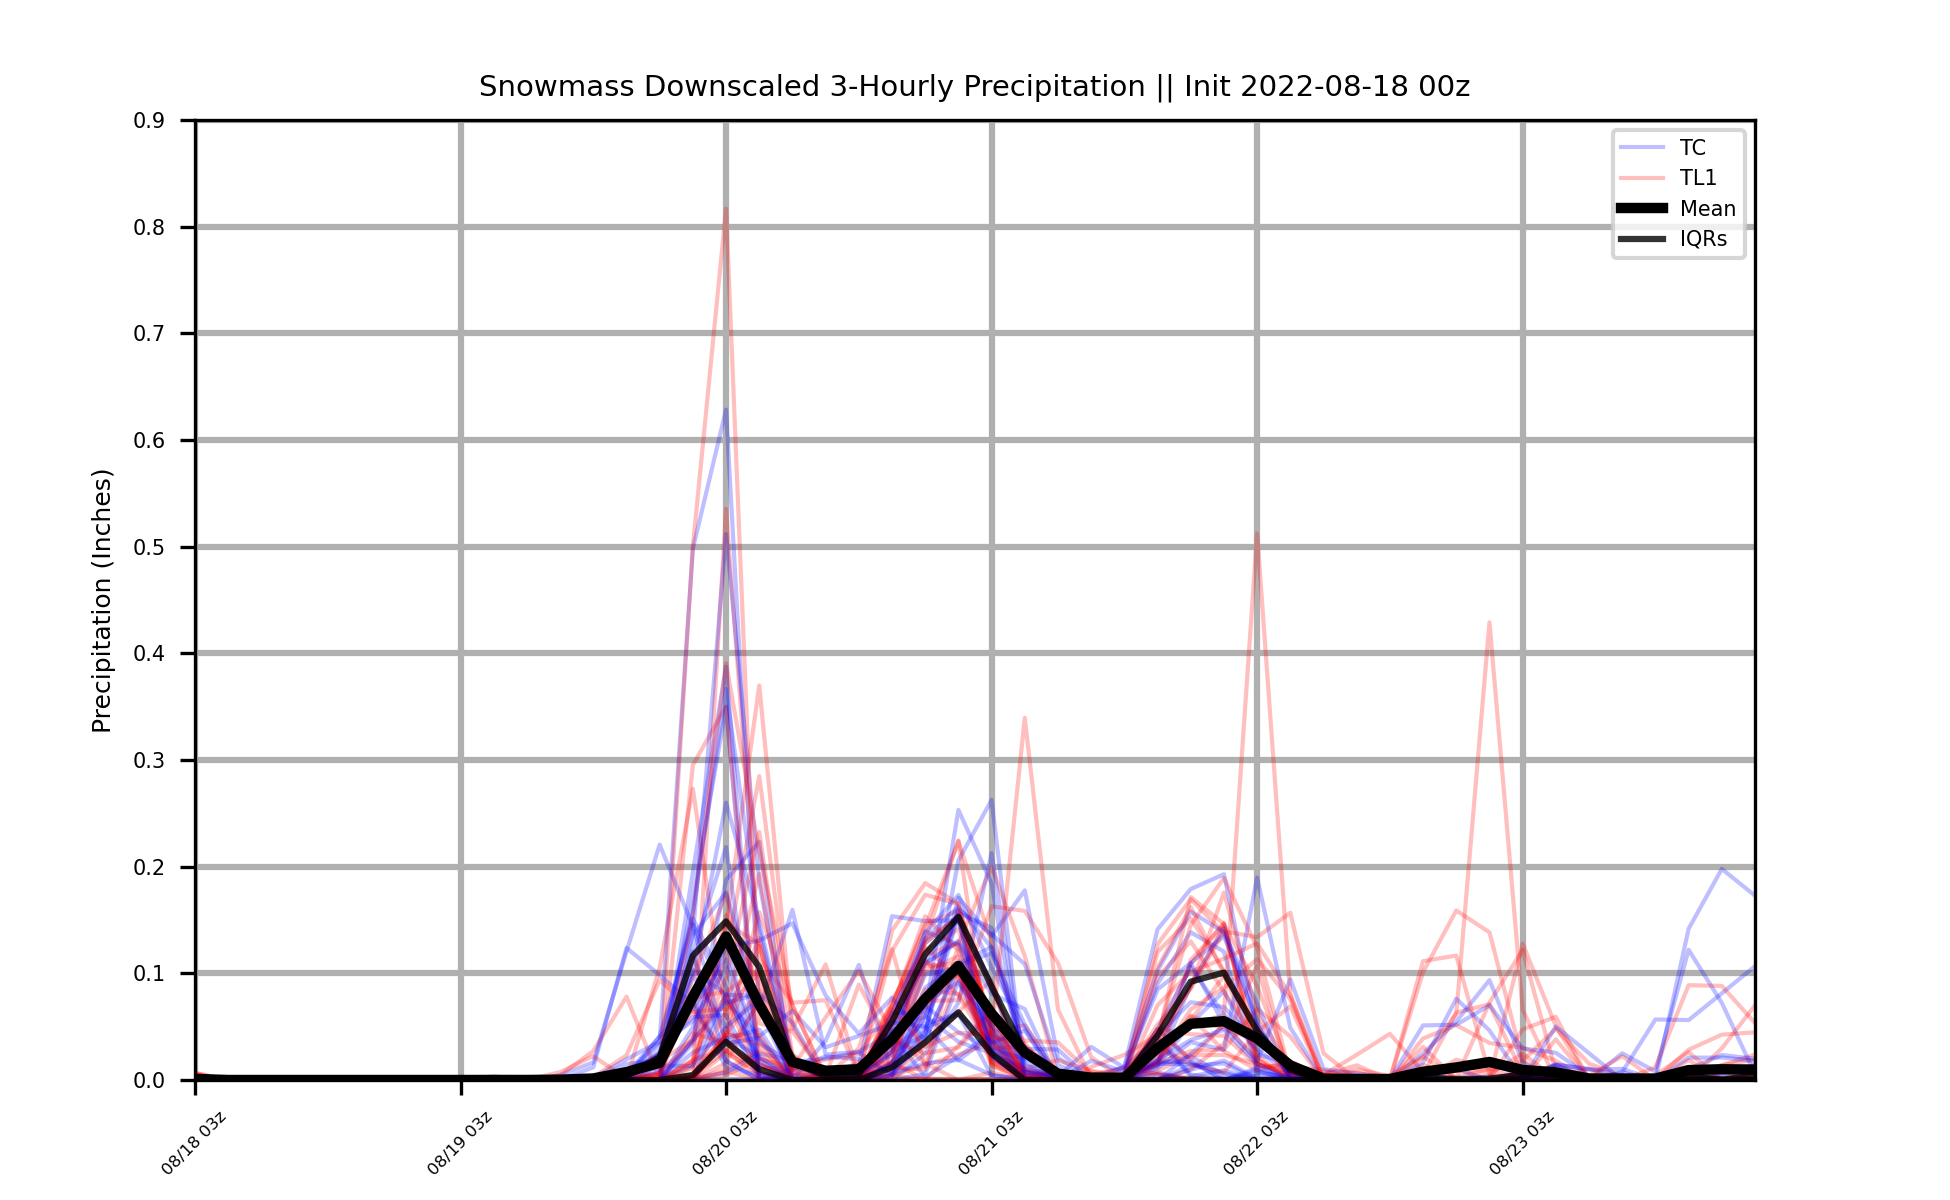 Snowmass Downscaled 3-Hourly Precipitation || Init 2022-08-18 00z
Precipitation (Inches)
0.9
0.8
0.7
0.6
0.5
0.4
0.3
0.2
0.1
0.0
TC
TL1
Mean
IQRs
08/18 03z
08/19 03z
08/20 03z
08/21 03z
08/22 03z
08/23 03z